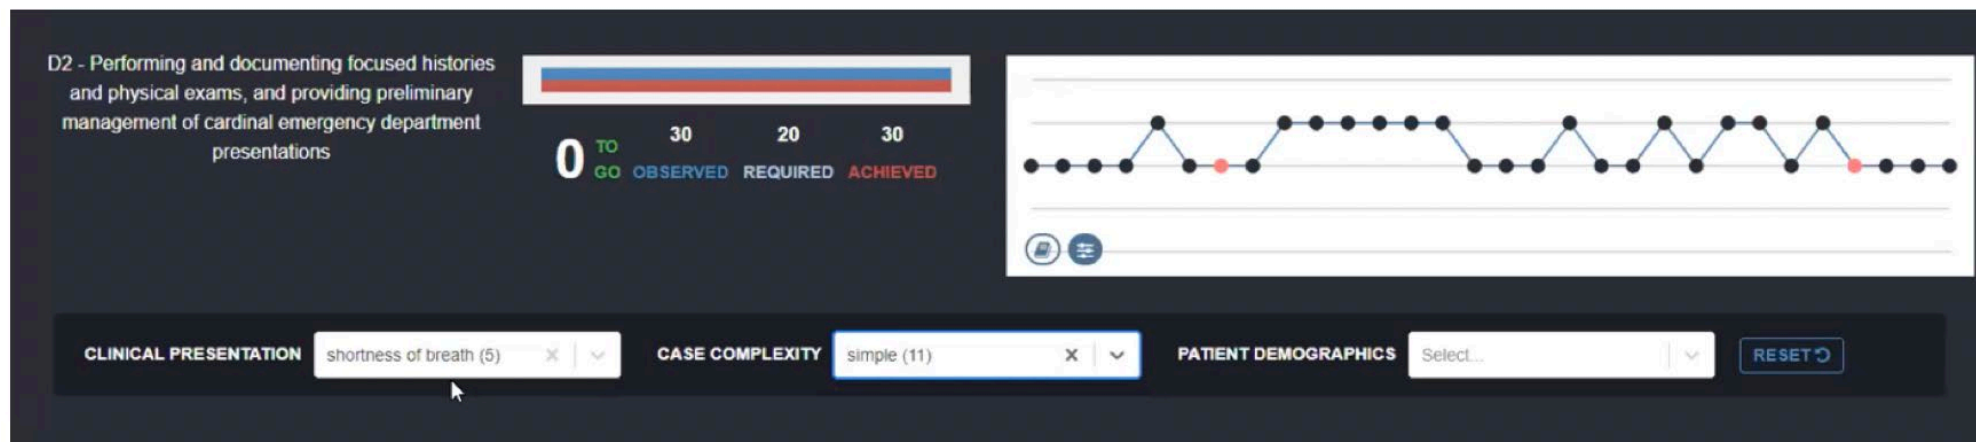 D2 - Performing and documenting focused histories
and physical exams, and providing preliminary
management of cardinal emergency department
presentations
0 TO GO
30 20 30
OBSERVED REQUIRED ACHIEVED
CLINICAL PRESENTATION shortness of breath (5) CASE COMPLEXITY simple (11) PATIENT DEMOGRAPHICS Select... RESET